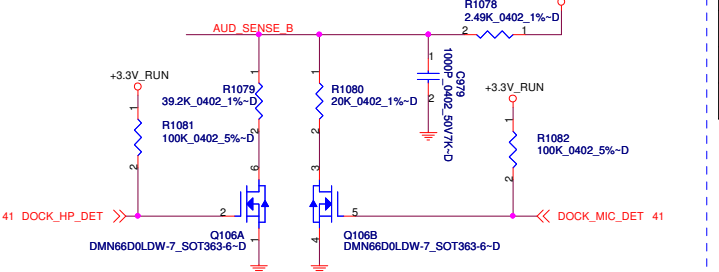 R1078
2.49K_0402_1%~D
AUD_SENSE_B
2
1
+3.3V_RUN
1
R1079
39.2K_0402_1%~D
2
1
R1080
20K_0402_1%~D
2
1
2
C979
1000P_0402_50V7K~D
+3.3V_RUN
1
R1081
100K_0402_5%~D
2
1
R1082
100K_0402_5%~D
2
6
3
41 DOCK_HP_DET
2
5
DOCK_MIC_DET 41
1
4
Q106A
DMN66D0LDW-7_SOT363-6~D
Q106B
DMN66D0LDW-7_SOT363-6~D